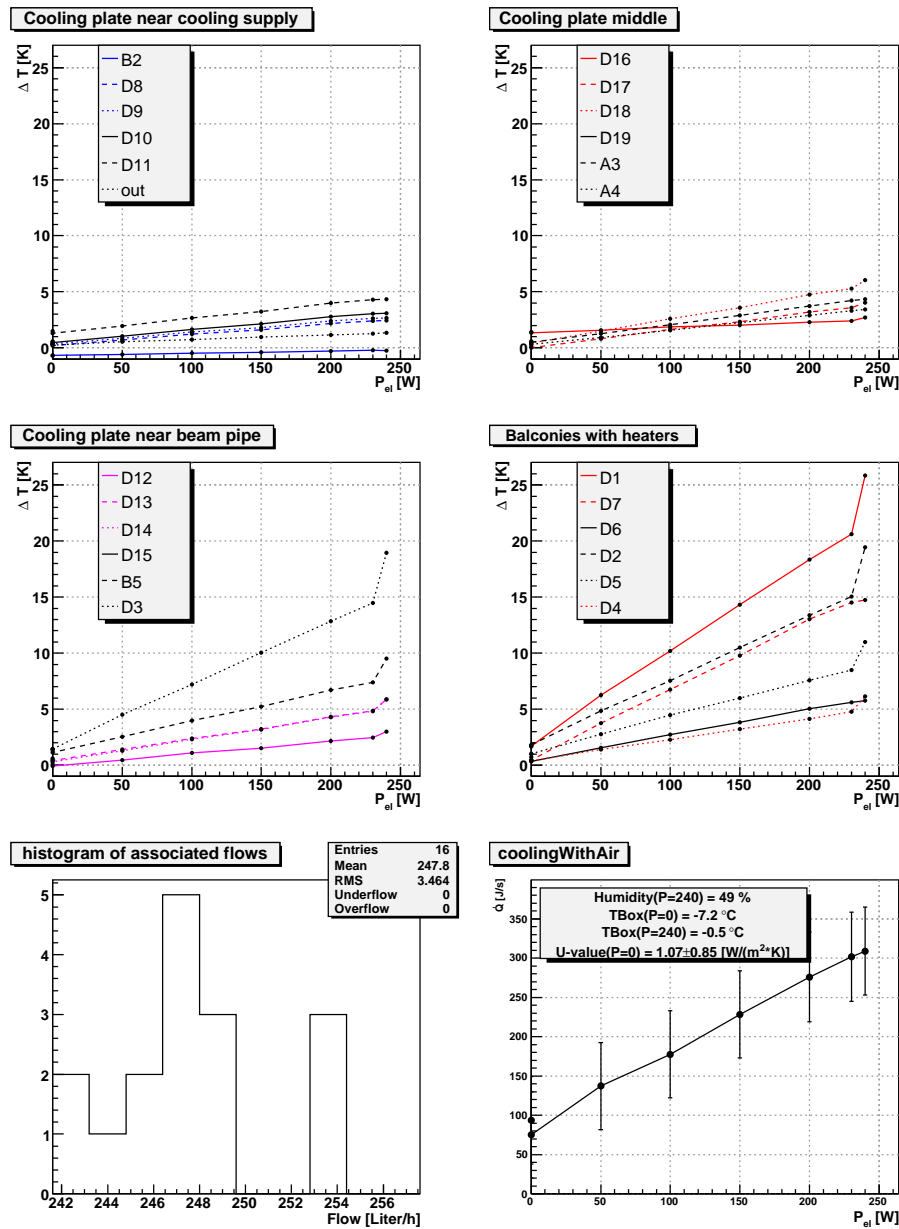 Cooling plate near cooling supply
Δ T [K]
25
20
15
10
5
0
B2
D8
D9
D10
D11
out
0 50 100 150 200 250
P_el [W]
Cooling plate middle
Δ T [K]
25
20
15
10
5
0
D16
D17
D18
D19
A3
A4
0 50 100 150 200 250
P_el [W]
Cooling plate near beam pipe
Δ T [K]
25
20
15
10
5
0
D12
D13
D14
D15
B5
D3
0 50 100 150 200 250
P_el [W]
Balconies with heaters
Δ T [K]
25
20
15
10
5
0
D1
D7
D6
D2
D5
D4
0 50 100 150 200 250
P_el [W]
histogram of associated flows
Entries 16
Mean 247.8
RMS 3.464
Underflow 0
Overflow 0
5
4
3
2
1
0
242 244 246 248 250 252 254 256
Flow [Liter/h]
coolingWithAir
Q̇ [J/s]
Humidity(P=240) = 49 %
TBox(P=0) = -7.2 °C
TBox(P=240) = -0.5 °C
U-value(P=0) = 1.07±0.85 [W/(m²*K)]
350
300
250
200
150
100
50
0
0 50 100 150 200 250
P_el [W]